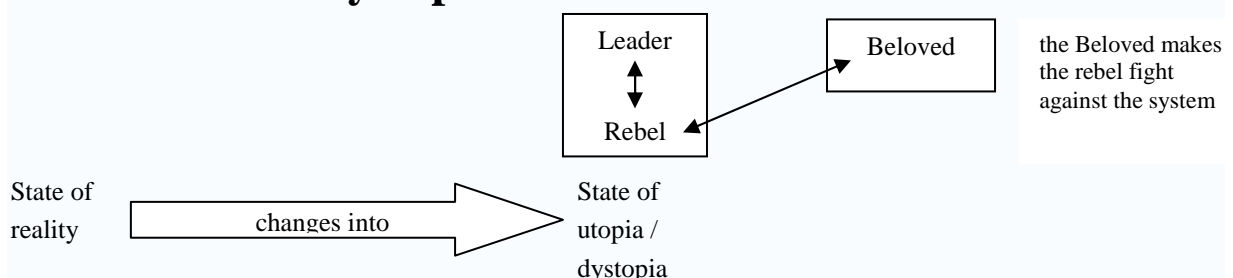 Leader
Beloved
the Beloved makes
the rebel fight
against the system
Rebel
State of
reality
changes into
State of
utopia /
dystopia